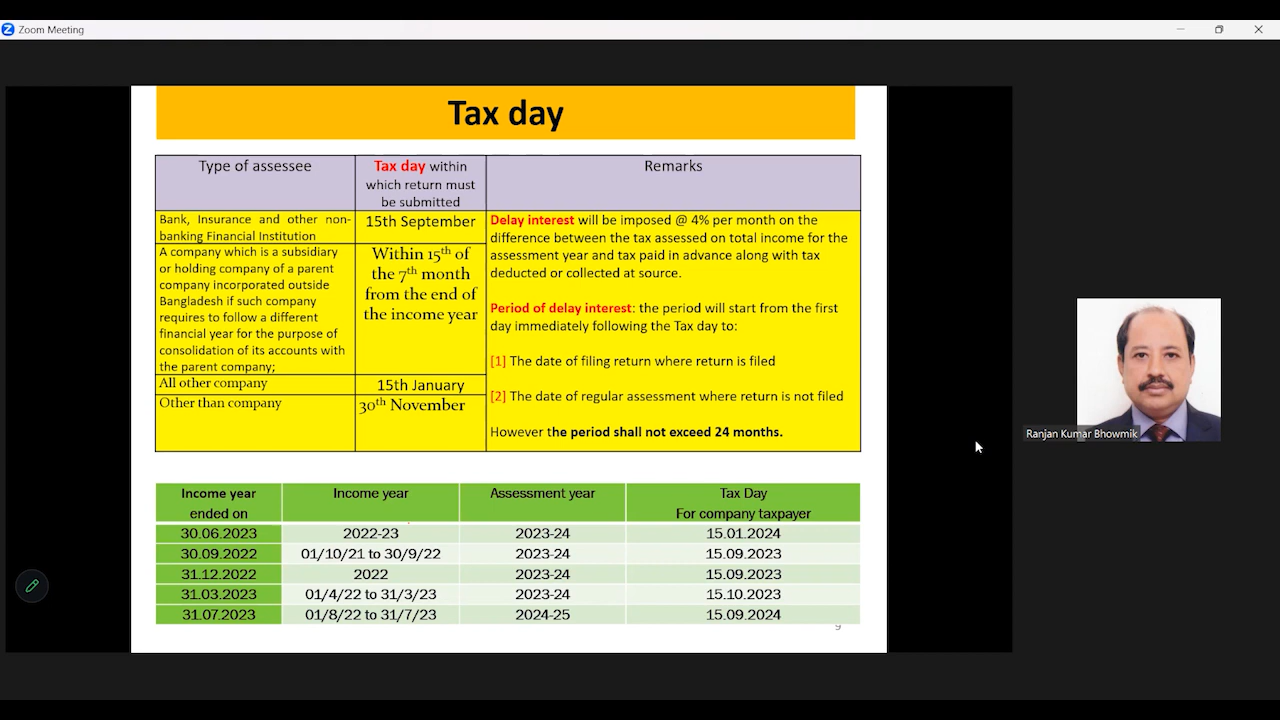 Zoom Meeting
Tax day
Type of assessee
Tax day within
which return must
be submitted
Remarks
Bank, Insurance and other non-
banking Financial Institution
15th September
A company which is a subsidiary
or holding company of a parent
company incorporated outside
Bangladesh if such company
requires to follow a different
financial year for the purpose of
consolidation of its accounts with
the parent company;
Within 15th of
the 7th month
from the end of
the income year
All other company
15th January
Other than company
30th November
Delay interest will be imposed @ 4% per month on the
difference between the tax assessed on total income for the
assessment year and tax paid in advance along with tax
deducted or collected at source.
Period of delay interest: the period will start from the first
day immediately following the Tax day to:
[1] The date of filing return where return is filed
[2] The date of regular assessment where return is not filed
However the period shall not exceed 24 months.
Income year
ended on
Income year
Assessment year
Tax Day
For company taxpayer
30.06.2023 2022-23 2023-24 15.01.2024
30.09.2022 01/10/21 to 30/9/22 2023-24 15.09.2023
31.12.2022 2022 2023-24 15.09.2023
31.03.2023 01/4/22 to 31/3/23 2023-24 15.10.2023
31.07.2023 01/8/22 to 31/7/23 2024-25 15.09.2024
9
Ranjan Kumar Bhowmik